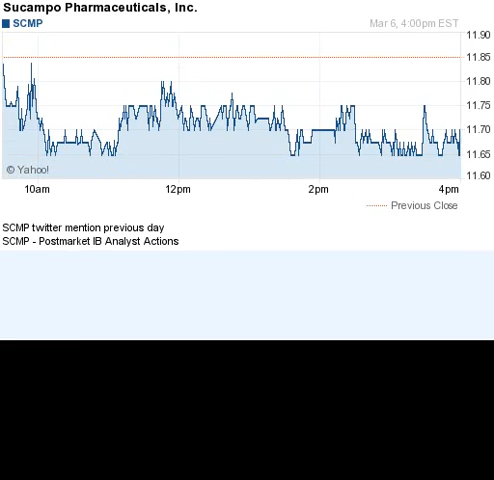 Sucampo Pharmaceuticals, Inc.
SCMP
Mar 6, 4:00pm EST
11.90
11.85
11.80
11.75
11.70
11.65
11.60
© Yahoo!
10am 12pm 2pm 4pm
Previous Close
SCMP twitter mention previous day
SCMP - Postmarket IB Analyst Actions